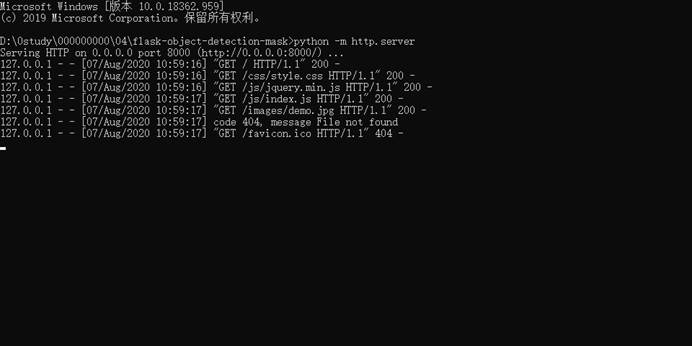 Microsoft Windows [版本 10.0.18362.959]
(c) 2019 Microsoft Corporation。保留所有权利。
D:\0study\000000000\04\flask-object-detection-mask>python -m http.server
Serving HTTP on 0.0.0.0 port 8000 (http://0.0.0.0:8000/) ...
127.0.0.1 - - [07/Aug/2020 10:59:16] "GET / HTTP/1.1" 200 -
127.0.0.1 - - [07/Aug/2020 10:59:16] "GET /css/style.css HTTP/1.1" 200 -
127.0.0.1 - - [07/Aug/2020 10:59:16] "GET /js/jquery.min.js HTTP/1.1" 200 -
127.0.0.1 - - [07/Aug/2020 10:59:17] "GET /js/index.js HTTP/1.1" 200 -
127.0.0.1 - - [07/Aug/2020 10:59:17] "GET /images/demo.jpg HTTP/1.1" 200 -
127.0.0.1 - - [07/Aug/2020 10:59:17] code 404, message File not found
127.0.0.1 - - [07/Aug/2020 10:59:17] "GET /favicon.ico HTTP/1.1" 404 -